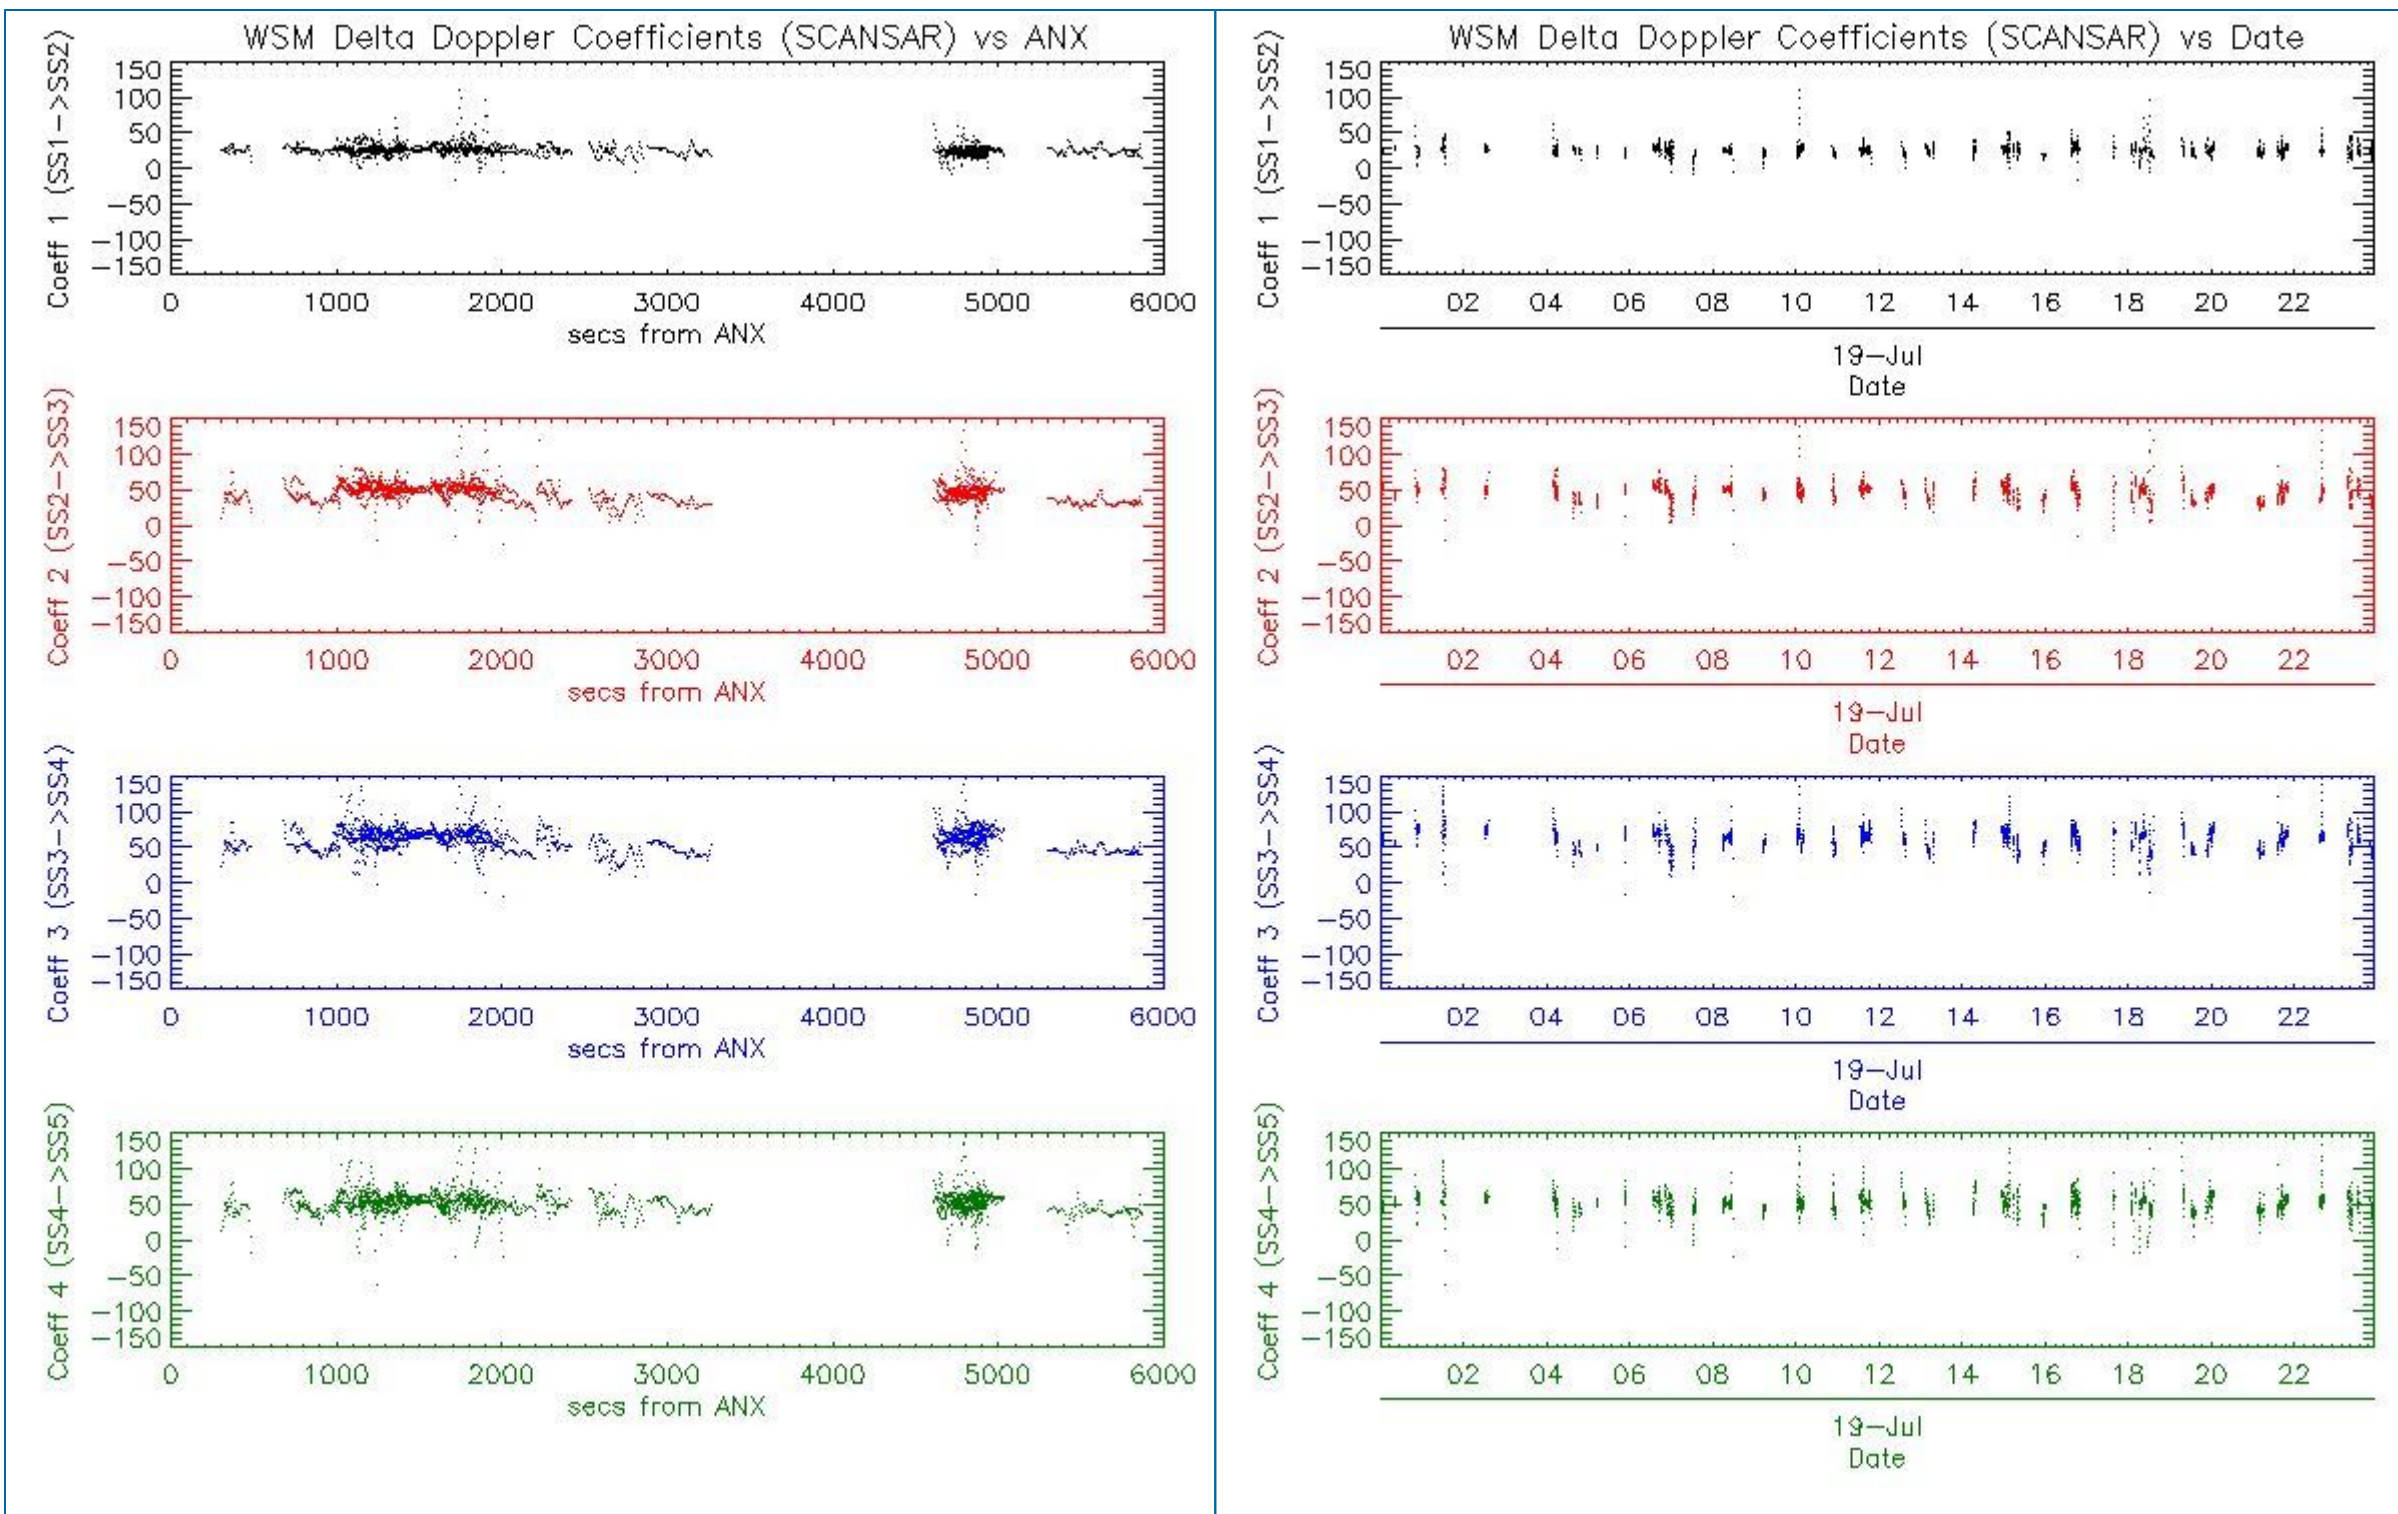 WSM Delta Doppler Coefficients (SCANSAR) vs ANX
Coeff 1 (SS1->SS2)
150
100
50
0
-50
-100
-150
0 1000 2000 3000 4000 5000 6000
secs from ANX
Coeff 2 (SS2->SS3)
150
100
50
0
-50
-100
-150
0 1000 2000 3000 4000 5000 6000
secs from ANX
Coeff 3 (SS3->SS4)
150
100
50
0
-50
-100
-150
0 1000 2000 3000 4000 5000 6000
secs from ANX
Coeff 4 (SS4->SS5)
150
100
50
0
-50
-100
-150
0 1000 2000 3000 4000 5000 6000
secs from ANX
WSM Delta Doppler Coefficients (SCANSAR) vs Date
Coeff 1 (SS1->SS2)
150
100
50
0
-50
-100
-150
02 04 06 08 10 12 14 16 18 20 22
19-Jul
Date
Coeff 2 (SS2->SS3)
150
100
50
0
-50
-100
-150
02 04 06 08 10 12 14 16 18 20 22
19-Jul
Date
Coeff 3 (SS3->SS4)
150
100
50
0
-50
-100
-150
02 04 06 08 10 12 14 16 18 20 22
19-Jul
Date
Coeff 4 (SS4->SS5)
150
100
50
0
-50
-100
-150
02 04 06 08 10 12 14 16 18 20 22
19-Jul
Date